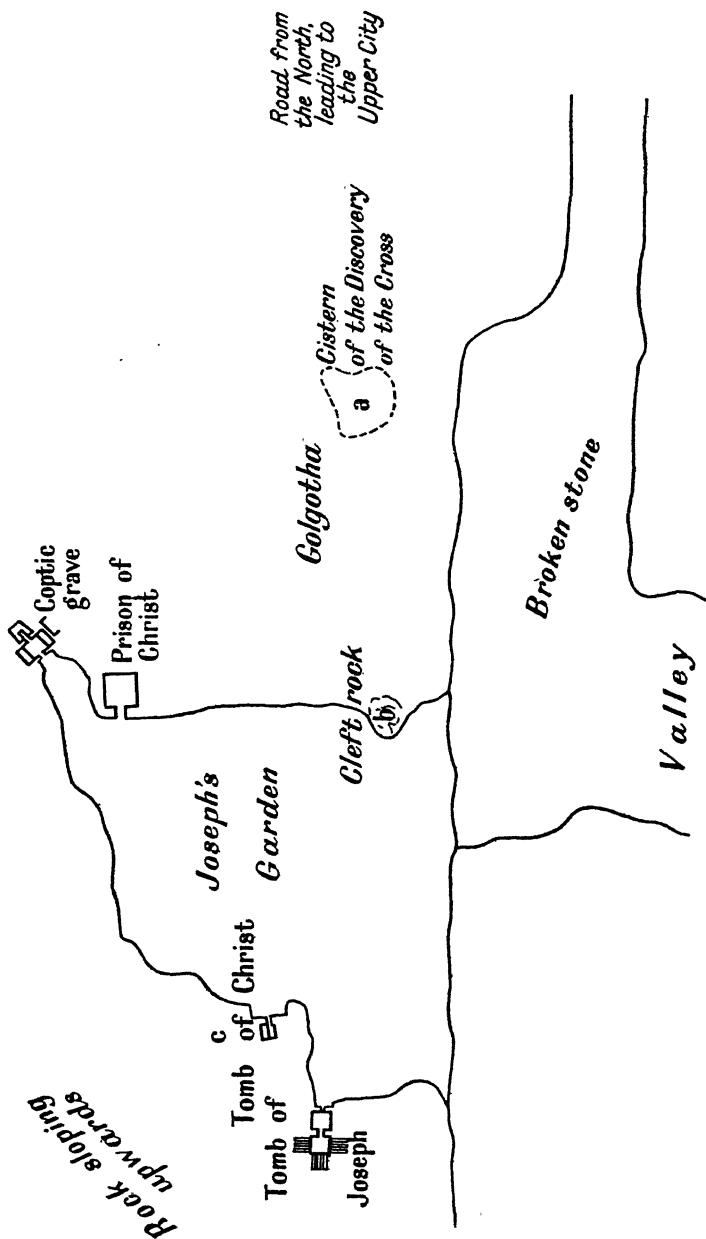 Road from
the North,
leading to
the
Upper City
Cistern
of the Discovery
of the Cross
a
Golgotha
Coptic
grave
Prison of
Christ
Broken stone
Cleft rock
b
Valley
Joseph's
Garden
c
Tomb of Christ
Tomb of
Joseph
Rock sloping
upwards